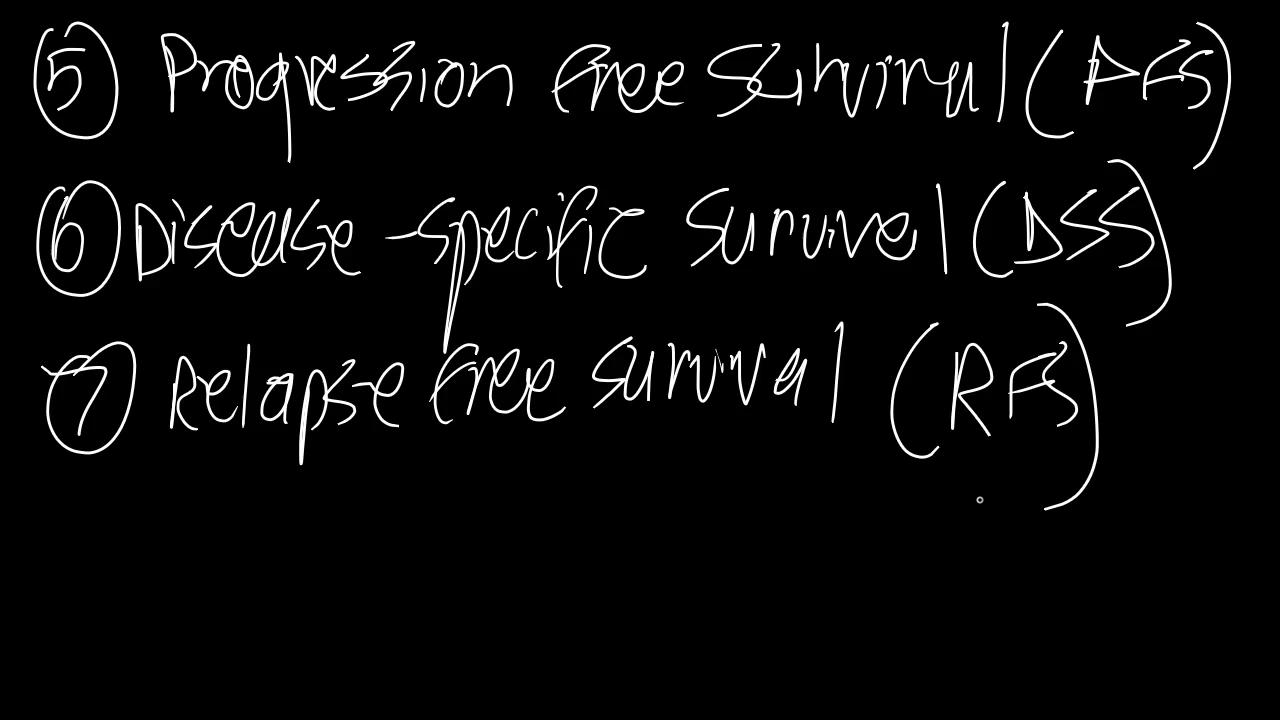 ⑤ Progression free survival (PFS)
⑥ Disease-specific survival (DSS)
⑦ Relapse free survival (RFS)